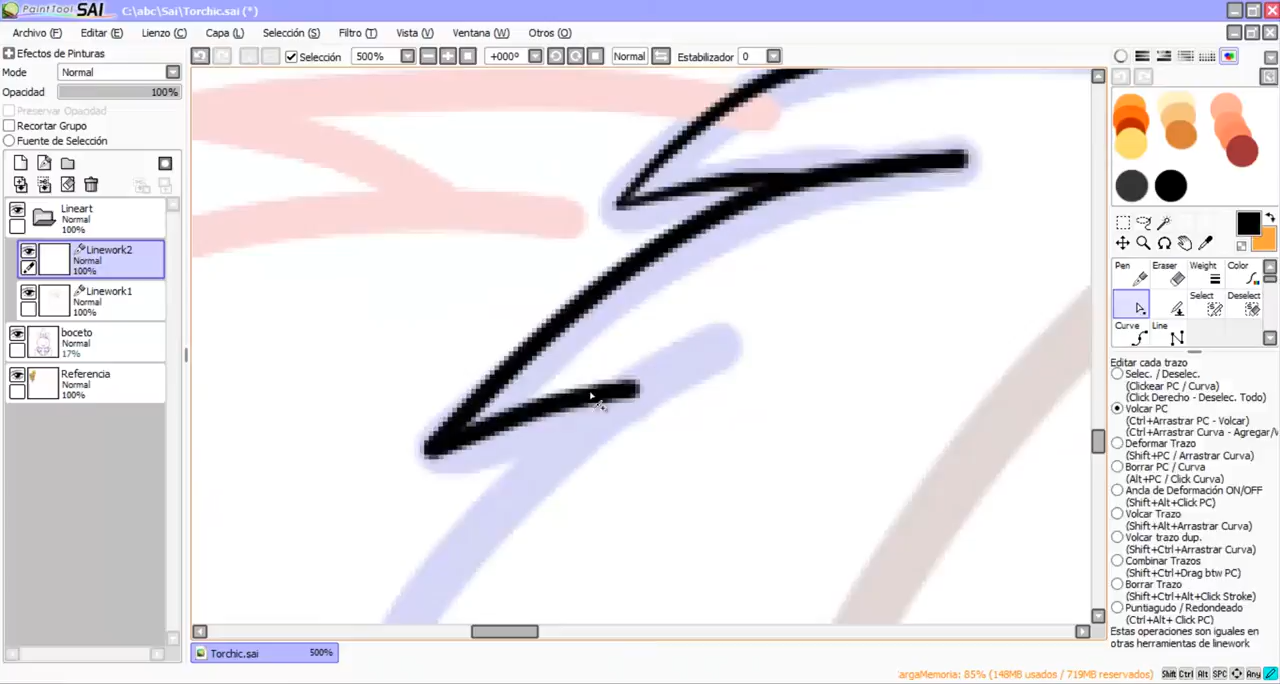 PaintTool SAI C:\abc\Sai\Torchic.sai (*)
Archivo (F) Editar (E) Lienzo (C) Capa (L) Selección (S) Filtro (T) Vista (V) Ventana (W) Otros (O)
Efectos de Pinturas
Selección 500% +000° Normal Estabilizador 0
Modo Normal
Opacidad 100%
Preservar Opacidad
Recortar Grupo
Fuente de Selección
Lineart
Normal
100%
Linework2
Normal
100%
Linework1
Normal
100%
boceto
Normal
17%
Referencia
Normal
100%
Pen Eraser Weight Color
Select Deselect
Curve Line
Editar cada trazo
Selec. / Deselec.
(Clickear PC / Curva)
(Click Derecho - Deselec. Todo)
Volcar PC
(Ctrl+Arrastrar PC - Volcar)
(Ctrl+Arrastrar Curva - Agregar/V
Deformar Trazo
(Shift+PC / Arrastrar Curva)
Borrar PC / Curva
(Alt+PC / Click Curva)
Ancla de Deformación ON/OFF
(Shift+Alt+Click PC)
Volcar Trazo
(Shift+Alt+Arrastrar Curva)
Volcar trazo dup.
(Shift+Ctrl+Arrastrar Curva)
Combinar Trazos
(Shift+Ctrl+Drag btw PC)
Borrar Trazo
(Shift+Ctrl+Alt+Click Stroke)
Puntiagudo / Redondeado
(Ctrl+Alt+ Click PC)
Estas operaciones son iguales en
otras herramientas de linework
Torchic.sai 500%
argaMemoria: 85% (148MB usados / 719MB reservados) Shift Ctrl Alt SPC Any